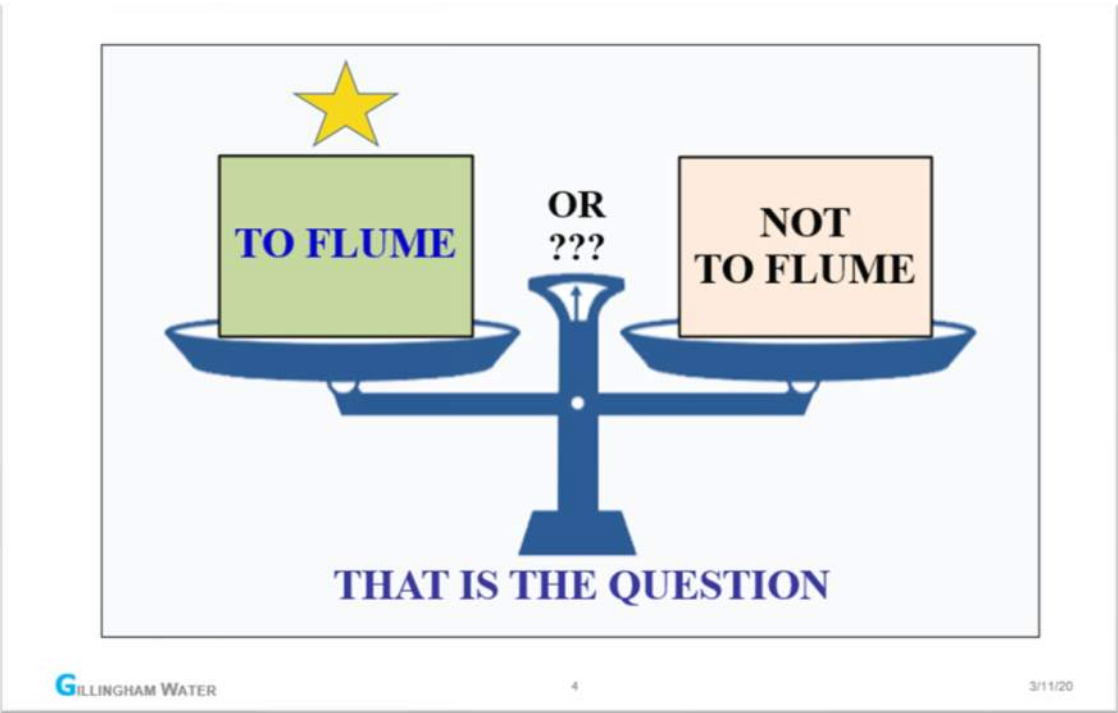 TO FLUME
OR
???
NOT
TO FLUME
THAT IS THE QUESTION
GILLINGHAM WATER
4
3/11/20